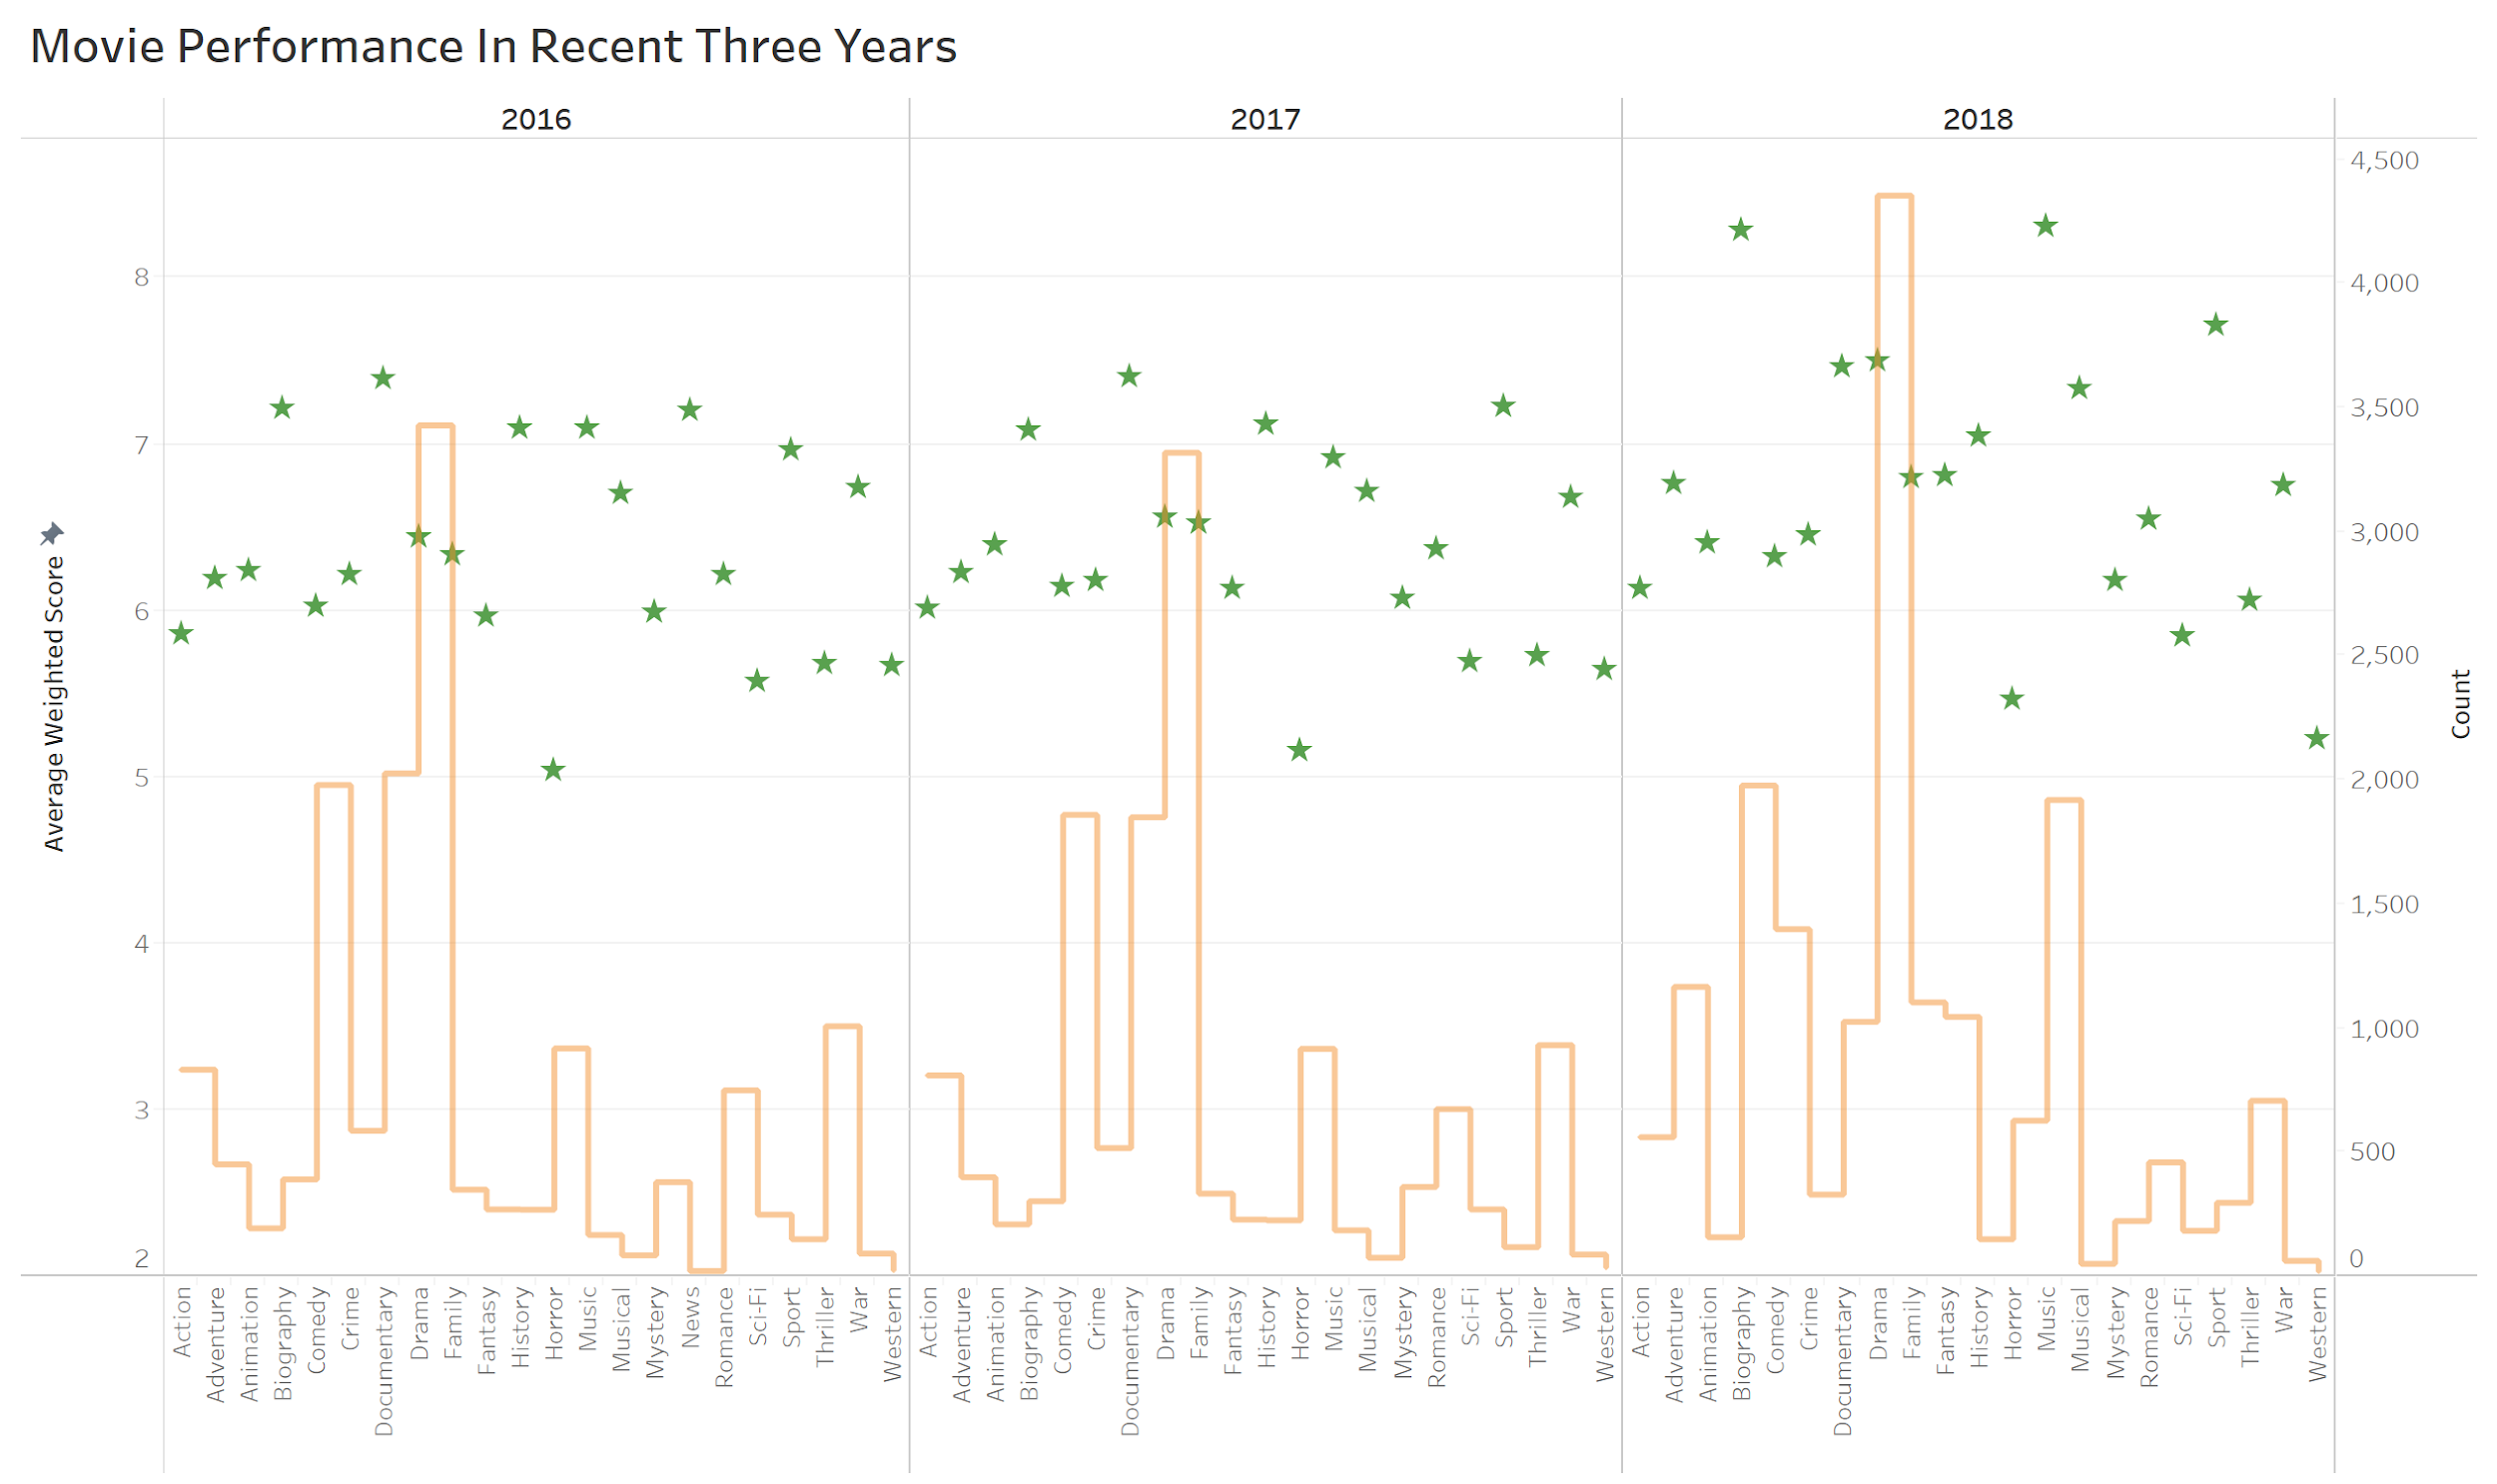 Movie Performance In Recent Three Years
2016 2017 2018
Average Weighted Score
8
7
6
5
4
3
2
4,500
4,000
3,500
3,000
2,500
2,000
1,500
1,000
500
0
Count
Action
Adventure
Animation
Biography
Comedy
Crime
Documentary
Drama
Family
Fantasy
History
Horror
Music
Musical
Mystery
News
Romance
Sci-Fi
Sport
Thriller
War
Western
Action
Adventure
Animation
Biography
Comedy
Crime
Documentary
Drama
Family
Fantasy
History
Horror
Music
Musical
Mystery
Romance
Sci-Fi
Sport
Thriller
War
Western
Action
Adventure
Animation
Biography
Comedy
Crime
Documentary
Drama
Family
Fantasy
History
Horror
Music
Musical
Mystery
Romance
Sci-Fi
Sport
Thriller
War
Western